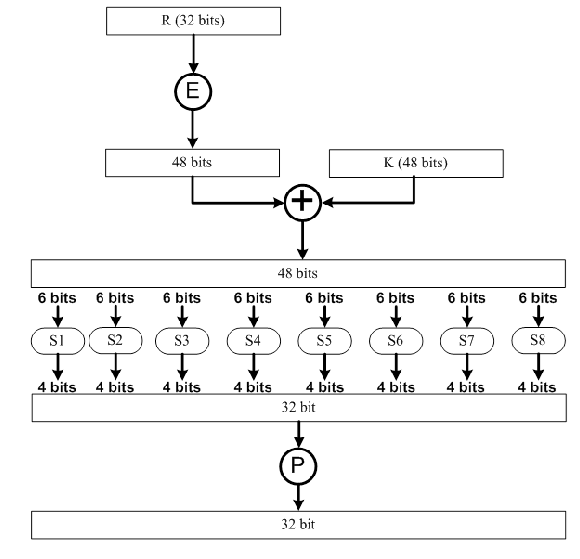 R (32 bits)
E
48 bits
K (48 bits)
+
48 bits
6 bits 6 bits 6 bits 6 bits 6 bits 6 bits 6 bits 6 bits
S1 S2 S3 S4 S5 S6 S7 S8
4 bits 4 bits 4 bits 4 bits 4 bits 4 bits 4 bits 4 bits
32 bit
P
32 bit